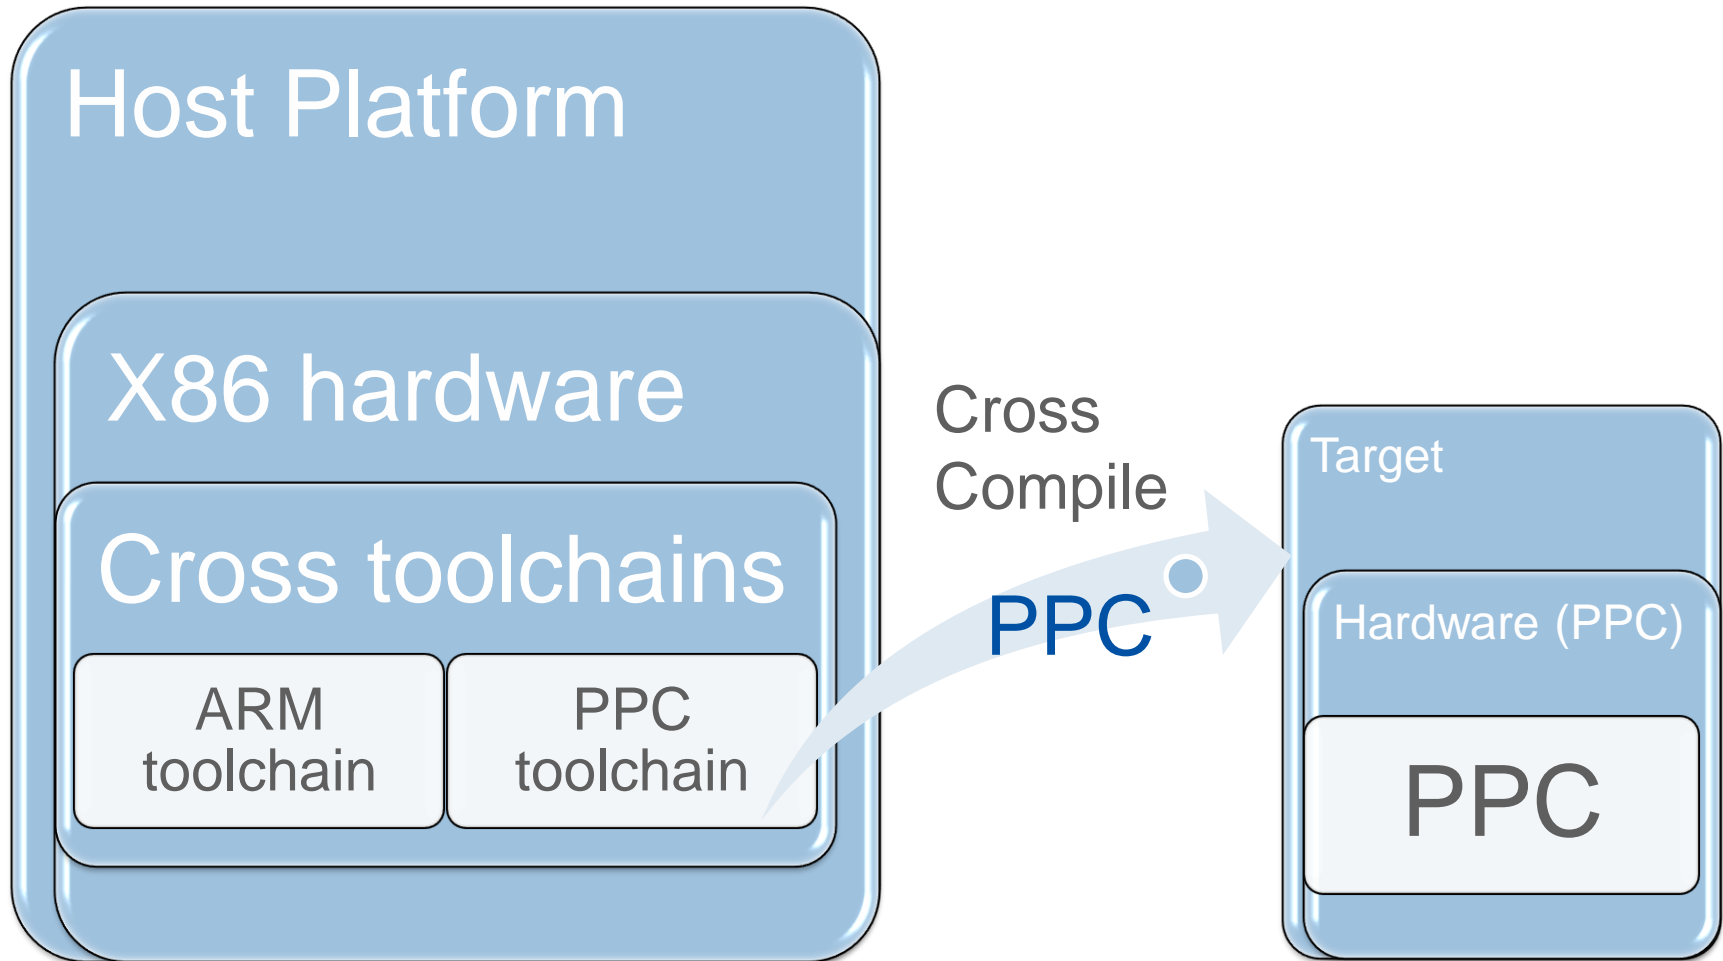 Host Platform
X86 hardware
Cross toolchains
ARM
toolchain
PPC
toolchain
Cross
Compile
PPC
Target
Hardware (PPC)
PPC